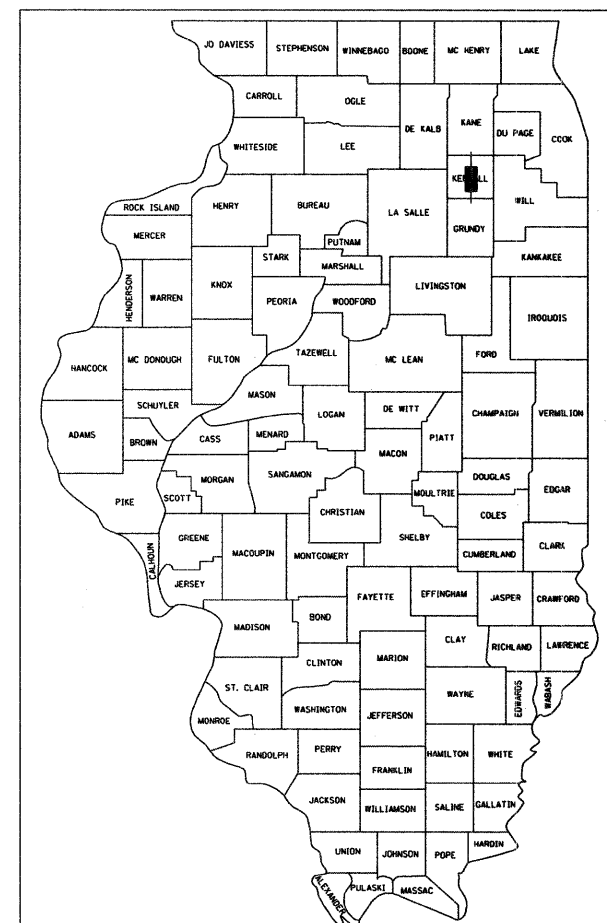 JO DAVIESS STEPHENSON WINNEBAGO BOONE MC HENRY LAKE
CARROLL OGLE DE KALB KANE DU PAGE COOK
WHITESIDE LEE
ROCK ISLAND HENRY BUREAU LA SALLE WILL
MERCER PUTNAM GRUNDY
STARK MARSHALL KANKAKEE
HENDERSON WARREN KNOX PEORIA WOODFORD LIVINGSTON IROQUOIS
HANCOCK MC DONOUGH FULTON TAZEWELL MC LEAN FORD
MASON
SCHUYLER LOGAN DE WITT CHAMPAIGN VERMILION
ADAMS BROWN CASS MENARD PIATT
MACON
PIKE SCOTT MORGAN SANGAMON MOULTRIE DOUGLAS EDGAR
CHRISTIAN COLES
GREENE SHELBY
CALHOUN MACOUPIN MONTGOMERY CUMBERLAND CLARK
JERSEY
FAYETTE EFFINGHAM JASPER CRAWFORD
MADISON BOND
CLAY RICHLAND LAWRENCE
CLINTON MARION
ST. CLAIR WAYNE EDWARDS WABASH
MONROE WASHINGTON JEFFERSON
RANDOLPH PERRY HAMILTON WHITE
FRANKLIN
JACKSON WILLIAMSON SALINE GALLATIN
UNION JOHNSON POPE HARDIN
ALEXANDER PULASKI MASSAC